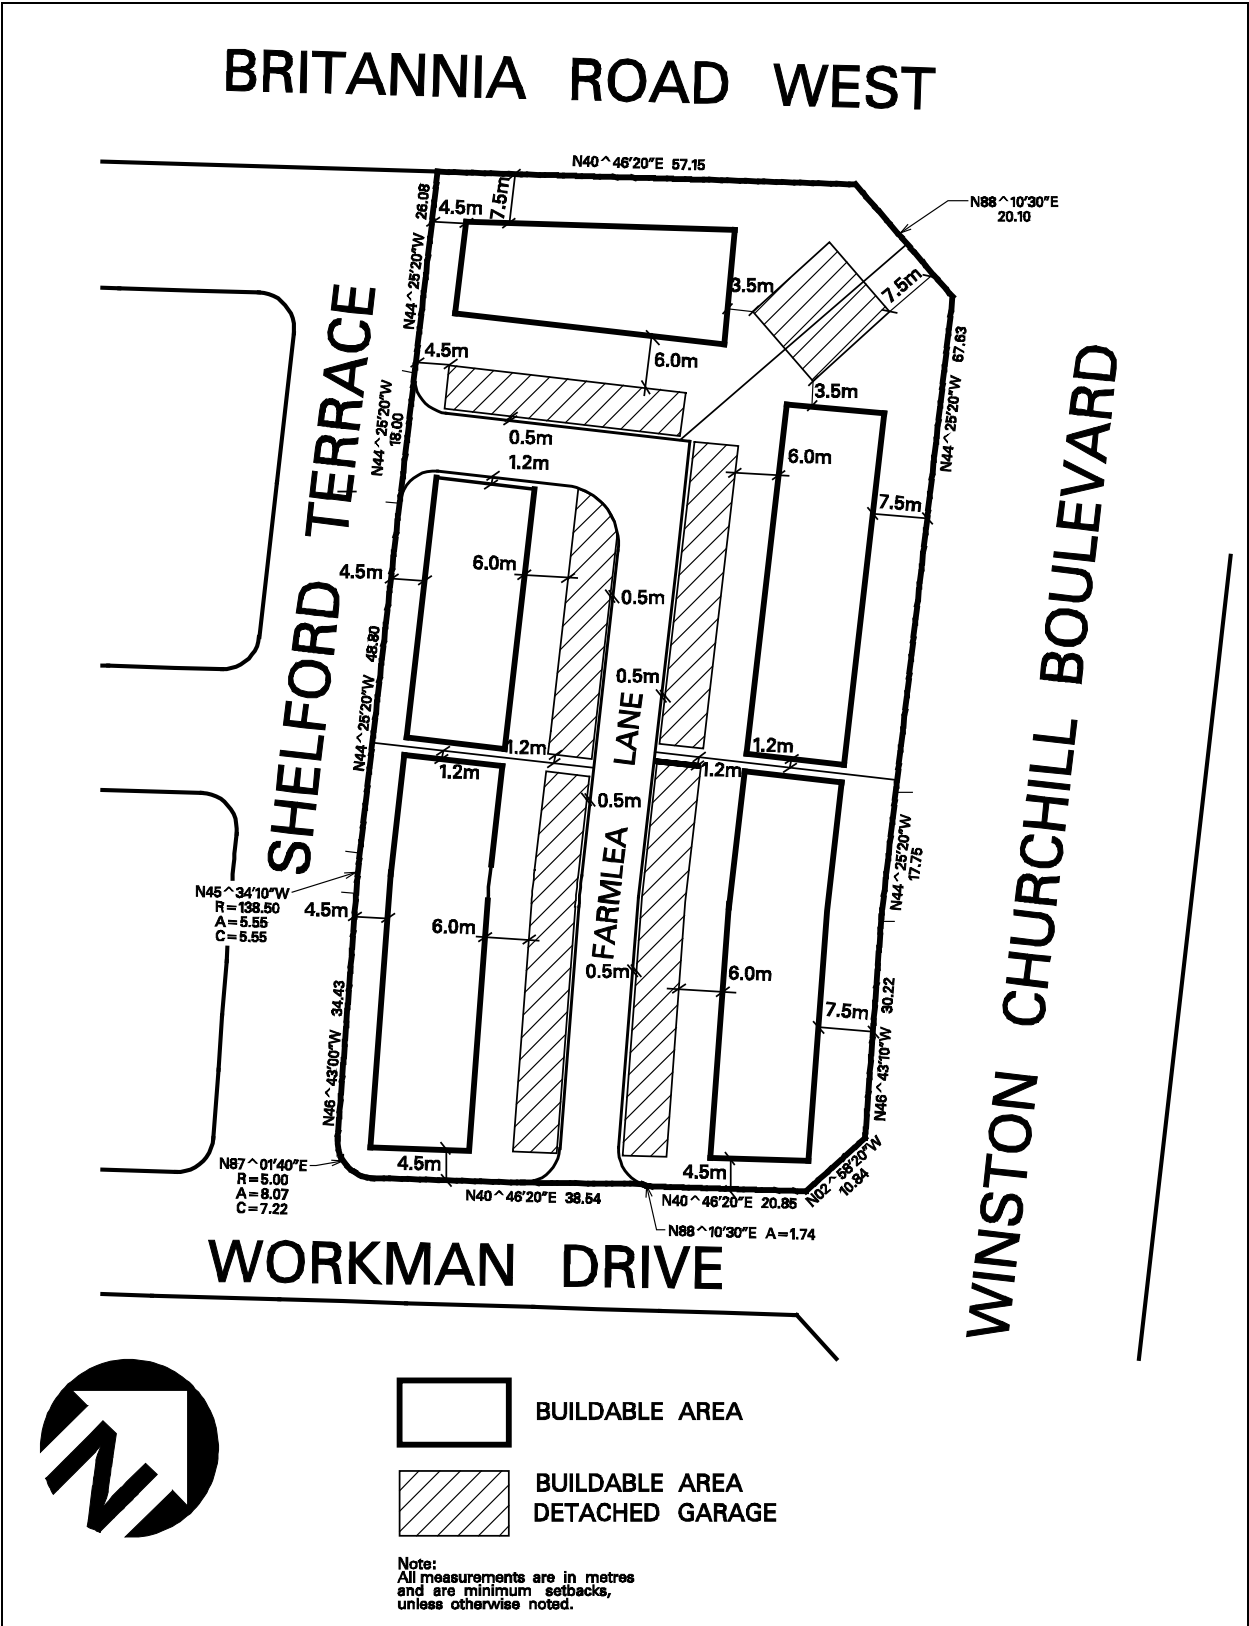 BRITANNIA ROAD WEST
N40^46'20"E 57.15
N88^10'30"E
20.10
N44^25'20"W 26.08
4.5m
7.5m
3.5m
7.5m
4.5m
6.0m
3.5m
N44^25'20"W 67.63
N44^25'20"W
18.00
0.5m
1.2m
6.0m
7.5m
SHELFORD TERRACE
WINSTON CHURCHILL BOULEVARD
4.5m
6.0m
0.5m
0.5m
N44^25'20"W 48.80
FARMLEA LANE
1.2m
1.2m
1.2m
1.2m
0.5m
N44^25'20"W
17.75
N45^34'10"W
R=138.50
A=5.55
C=5.55
4.5m
6.0m
0.5m
6.0m
7.5m
N46^43'00"W 34.43
N46^43'10"W 30.22
N87^01'40"E
R=5.00
A=8.07
C=7.22
4.5m
4.5m
N02^58'20"W
10.84
N40^46'20"E 38.54
N40^46'20"E 20.85
N88^10'30"E A=1.74
WORKMAN DRIVE
N
BUILDABLE AREA
BUILDABLE AREA
DETACHED GARAGE
Note:
All measurements are in metres
and are minimum setbacks,
unless otherwise noted.